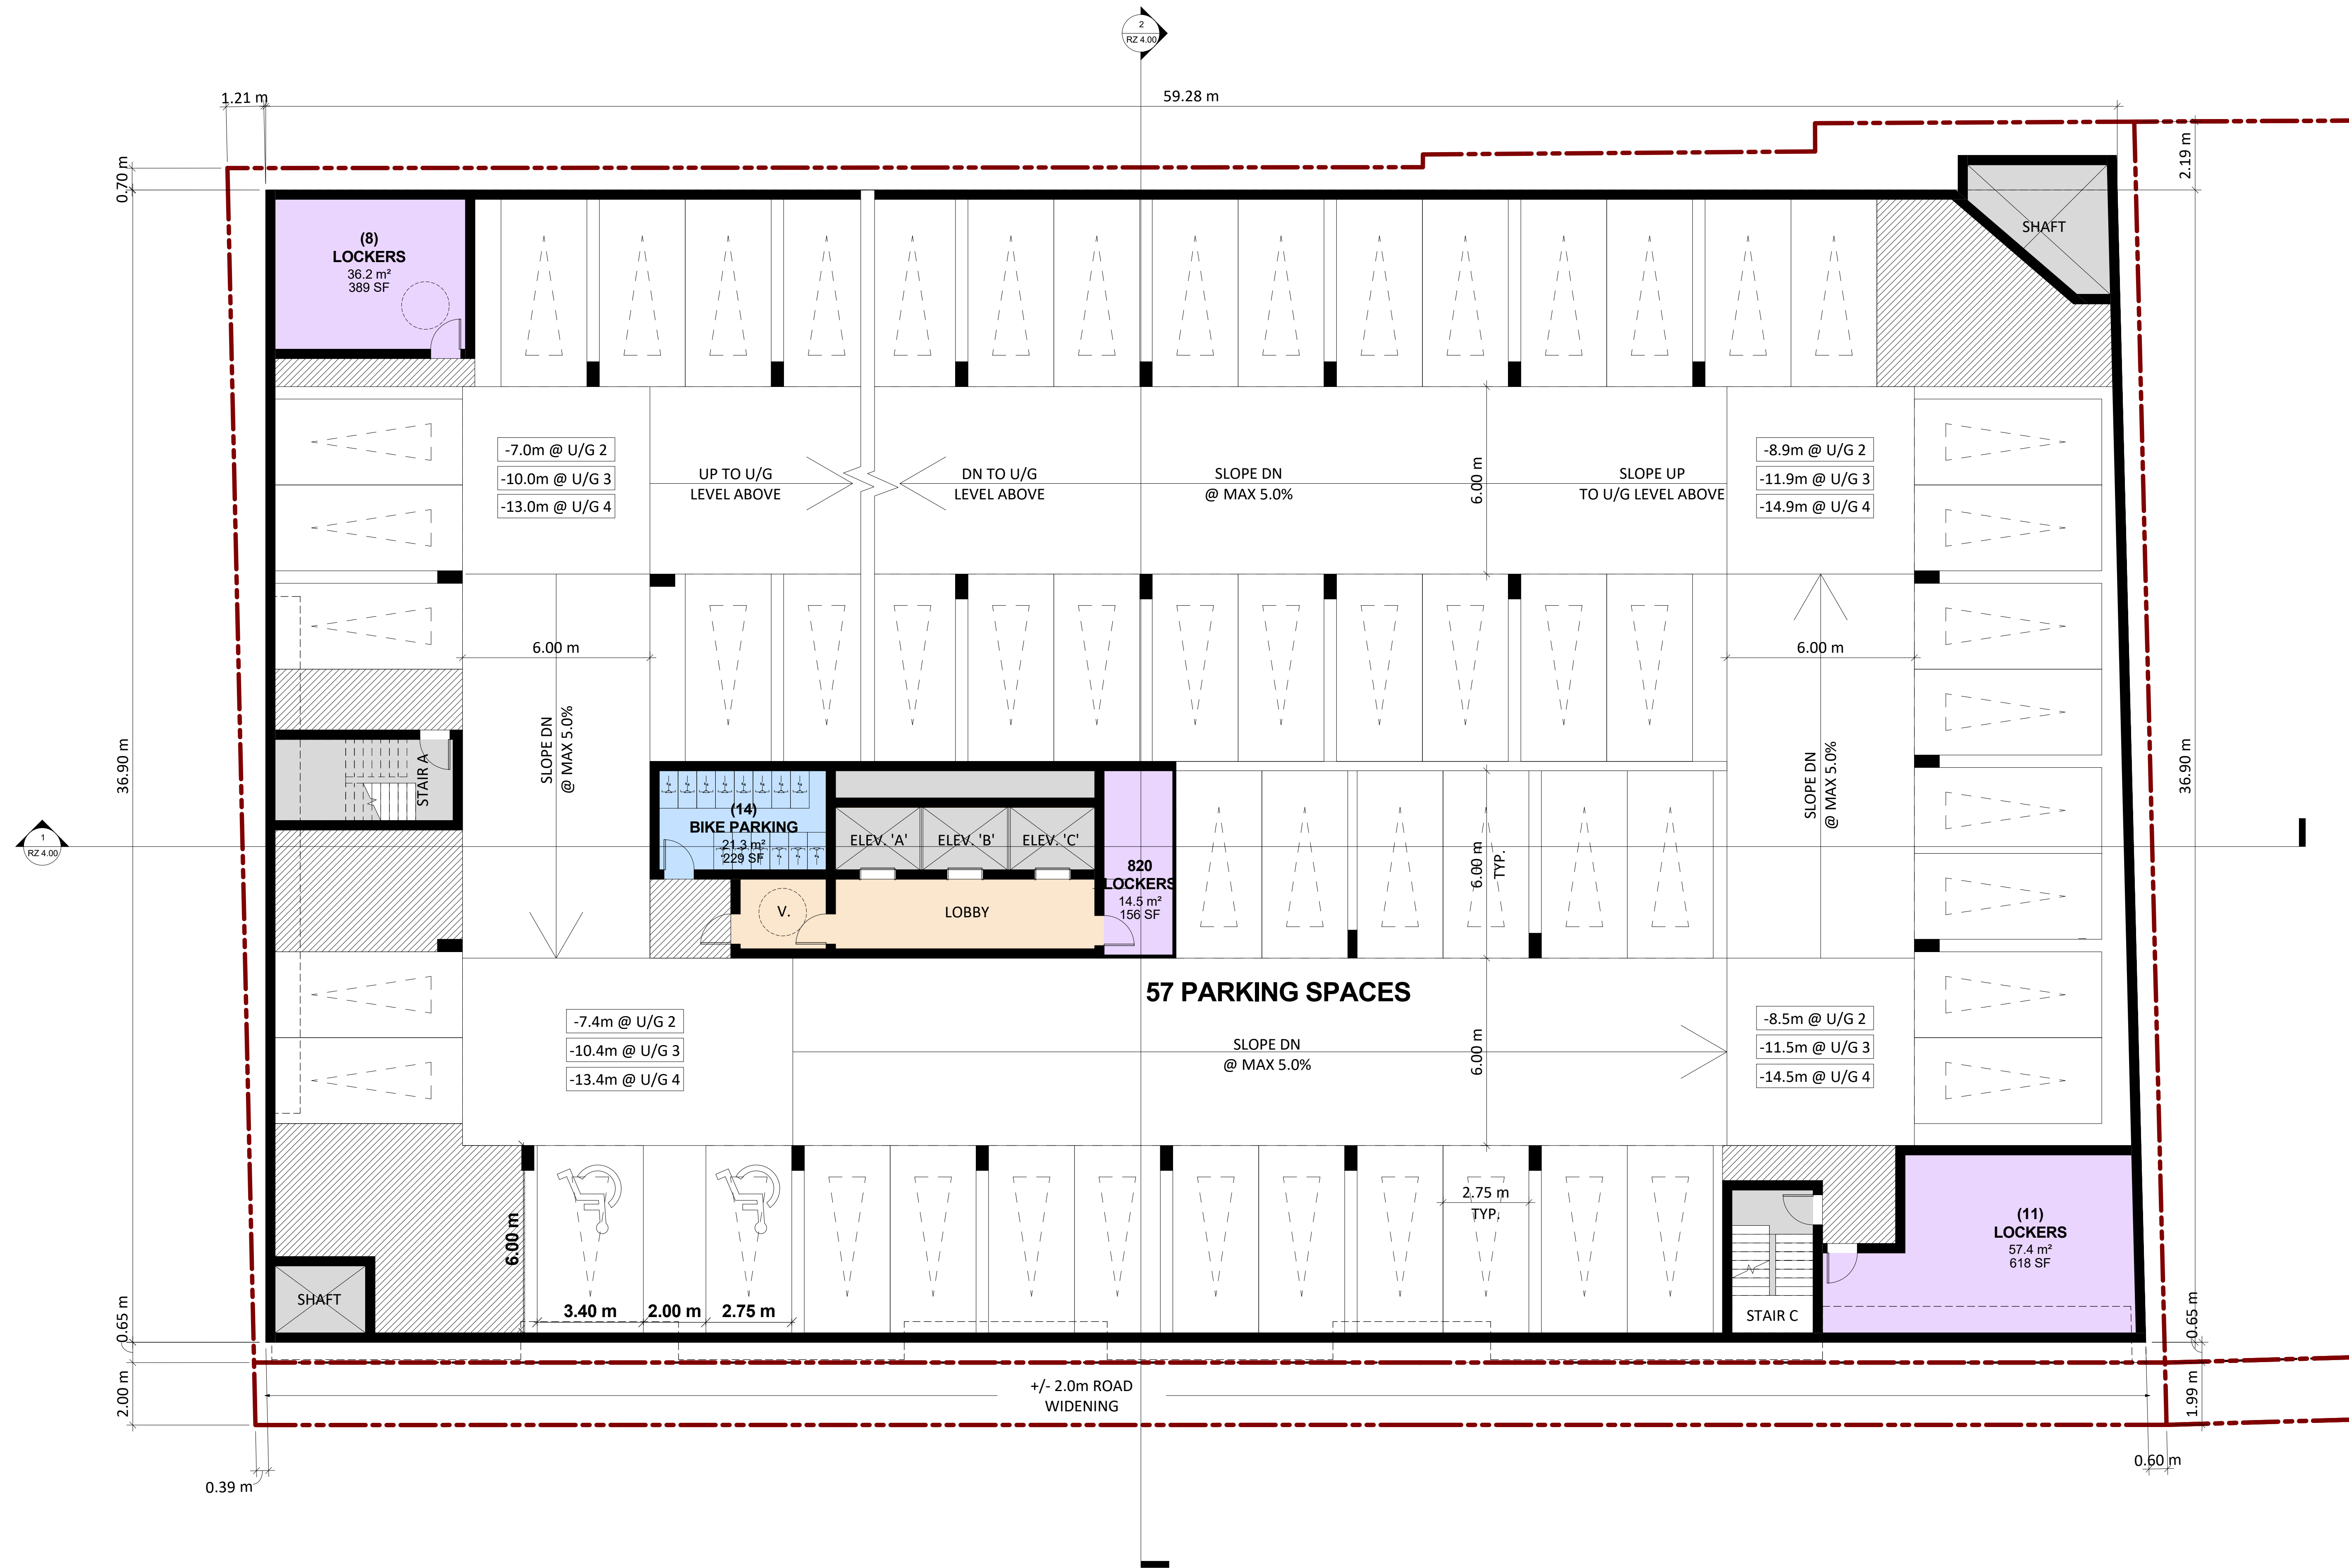 2
RZ 4.00
1.21 m
59.28 m
0.70 m
2.19 m
SHAFT
(8)
LOCKERS
36.2 m²
389 SF
-7.0m @ U/G 2
-10.0m @ U/G 3
-13.0m @ U/G 4
UP TO U/G
LEVEL ABOVE
DN TO U/G
LEVEL ABOVE
SLOPE DN
@ MAX 5.0%
6.00 m
SLOPE UP
TO U/G LEVEL ABOVE
-8.9m @ U/G 2
-11.9m @ U/G 3
-14.9m @ U/G 4
6.00 m
6.00 m
36.90 m
SLOPE DN
@ MAX 5.0%
SLOPE DN
@ MAX 5.0%
36.90 m
STAIR A
(14)
BIKE PARKING
21.3 m²
229 SF
ELEV. 'A'
ELEV. 'B'
ELEV. 'C'
820
LOCKERS
14.5 m²
156 SF
6.00 m
TYP.
1
RZ 4.00
V.
LOBBY
57 PARKING SPACES
-7.4m @ U/G 2
-10.4m @ U/G 3
-13.4m @ U/G 4
SLOPE DN
@ MAX 5.0%
6.00 m
-8.5m @ U/G 2
-11.5m @ U/G 3
-14.5m @ U/G 4
6.00 m
2.75 m
TYP.
(11)
LOCKERS
57.4 m²
618 SF
SHAFT
3.40 m
2.00 m
2.75 m
STAIR C
0.65 m
0.65 m
2.00 m
+/- 2.0m ROAD
WIDENING
1.99 m
0.39 m
0.60 m